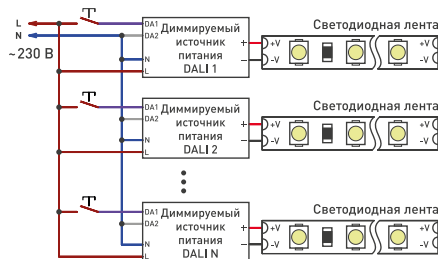 L
N
~230 В
DA1
DA2
N
L
Диммируемый
источник
питания
DALI 1
+
−
Светодиодная лента
+V
-V
+V
-V
DA1
DA2
N
L
Диммируемый
источник
питания
DALI 2
+
−
Светодиодная лента
+V
-V
+V
-V
DA1
DA2
N
L
Диммируемый
источник
питания
DALI N
+
−
Светодиодная лента
+V
-V
+V
-V